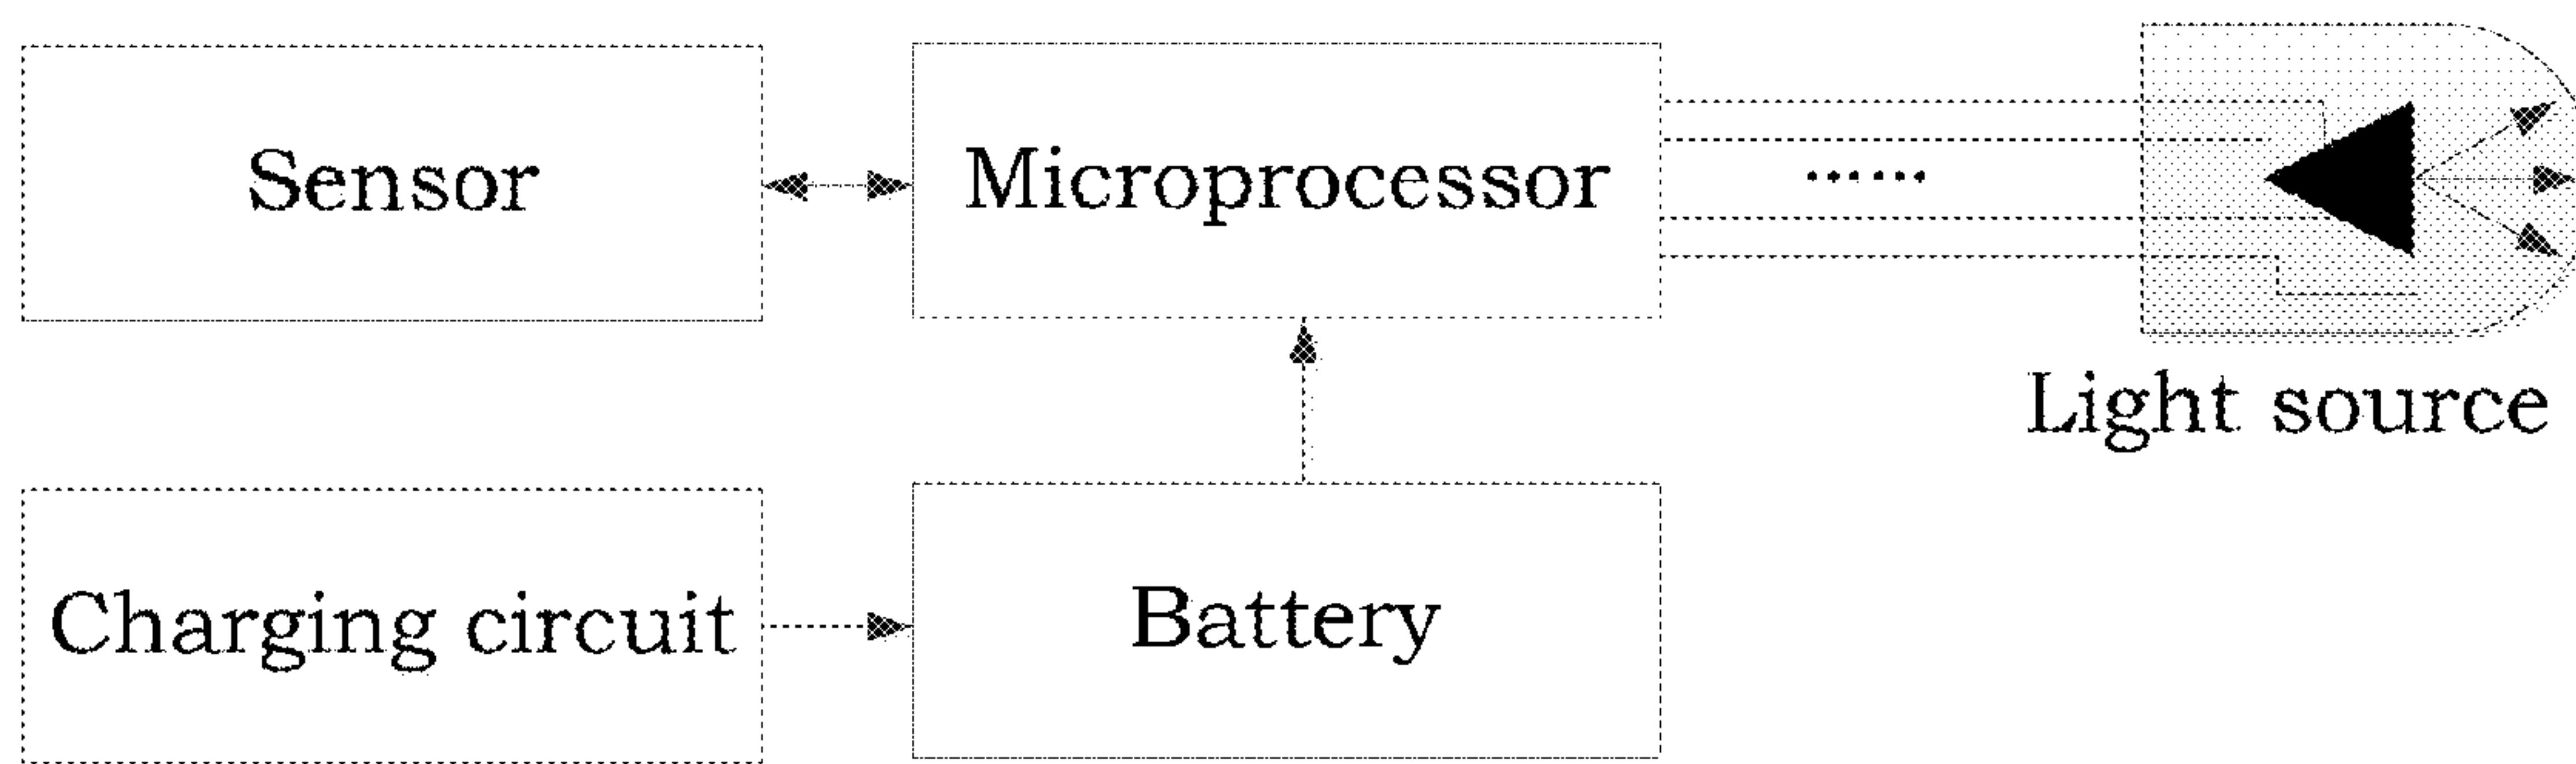 Sensor
Microprocessor
......
Light source
Charging circuit
Battery